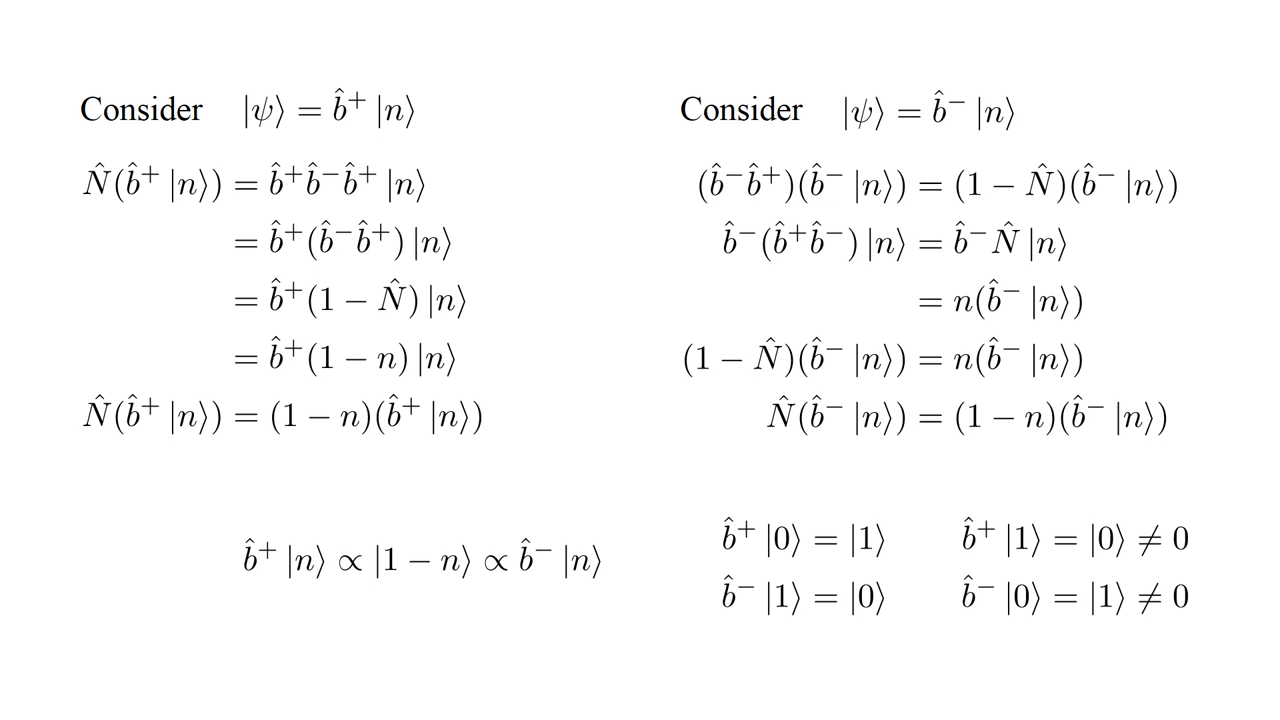 Consider |ψ⟩ = b̂⁺ |n⟩
N̂(b̂⁺ |n⟩) = b̂⁺b̂⁻b̂⁺ |n⟩
= b̂⁺(b̂⁻b̂⁺) |n⟩
= b̂⁺(1 − N̂) |n⟩
= b̂⁺(1 − n) |n⟩
N̂(b̂⁺ |n⟩) = (1 − n)(b̂⁺ |n⟩)
b̂⁺ |n⟩ ∝ |1 − n⟩ ∝ b̂⁻ |n⟩
Consider |ψ⟩ = b̂⁻ |n⟩
(b̂⁻b̂⁺)(b̂⁻ |n⟩) = (1 − N̂)(b̂⁻ |n⟩)
b̂⁻(b̂⁺b̂⁻) |n⟩ = b̂⁻N̂ |n⟩
= n(b̂⁻ |n⟩)
(1 − N̂)(b̂⁻ |n⟩) = n(b̂⁻ |n⟩)
N̂(b̂⁻ |n⟩) = (1 − n)(b̂⁻ |n⟩)
b̂⁺ |0⟩ = |1⟩ b̂⁺ |1⟩ = |0⟩ ≠ 0
b̂⁻ |1⟩ = |0⟩ b̂⁻ |0⟩ = |1⟩ ≠ 0